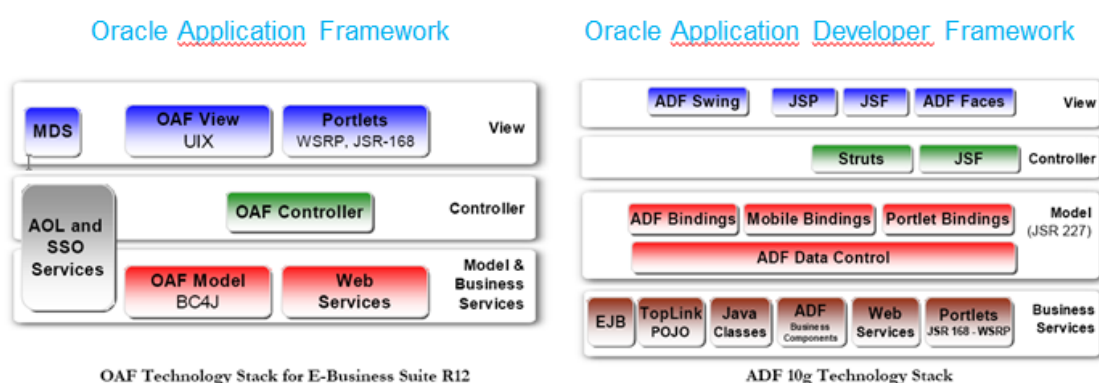 Oracle Application Framework
MDS
OAF View
UIX
Portlets
WSRP, JSR-168
View
AOL and
SSO
Services
OAF Controller
Controller
OAF Model
BC4J
Web
Services
Model &
Business
Services
OAF Technology Stack for E-Business Suite R12
Oracle Application Developer Framework
ADF Swing
JSP
JSF
ADF Faces
View
Struts
JSF
Controller
ADF Bindings
Mobile Bindings
Portlet Bindings
Model
(JSR 227)
ADF Data Control
EJB
TopLink
POJO
Java
Classes
ADF
Business
Components
Web
Services
Portlets
JSR 168 - WSRP
Business
Services
ADF 10g Technology Stack